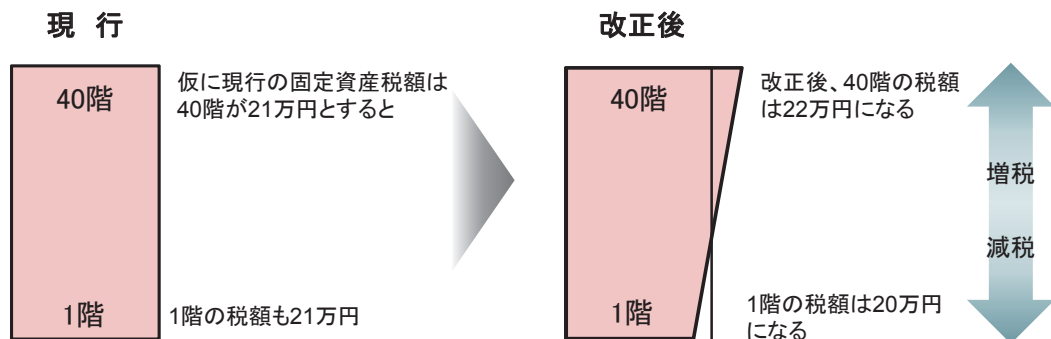 現 行
40階
仮に現行の固定資産税額は
40階が21万円とすると
1階
1階の税額も21万円
改正後
40階
改正後、40階の税額
は22万円になる
1階
1階の税額は20万円
になる
増税
減税